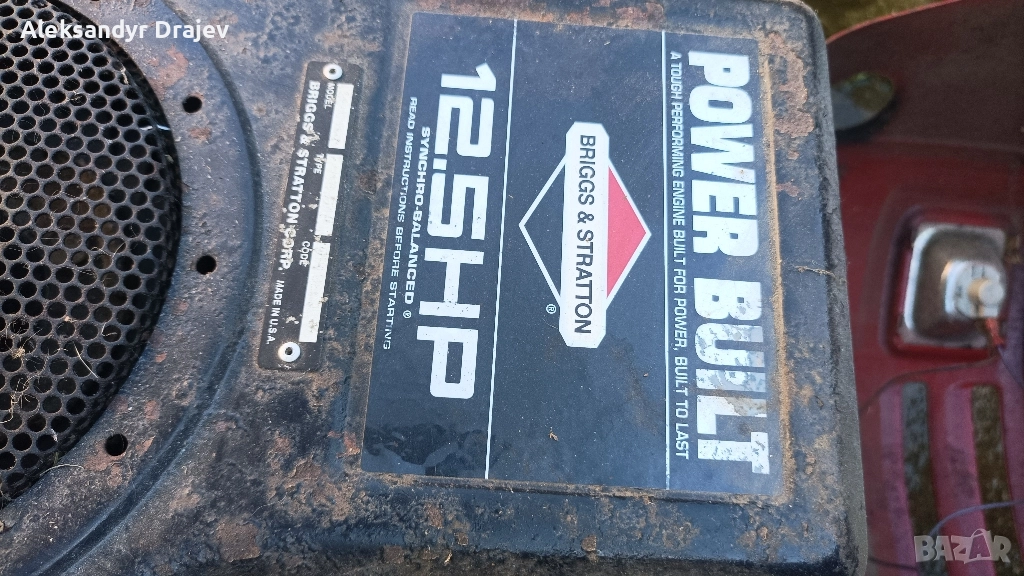 Aleksandyr Drajev
POWER BUILT
A TOUGH PERFORMING ENGINE BUILT FOR POWER, BUILT TO LAST
BRIGGS & STRATTON
®
12.5HP
SYNCHRO-BALANCED®
READ INSTRUCTIONS BEFORE STARTING
MODEL TYPE CODE
BRIGGS & STRATTON CORP. MADE IN U.S.A.
BAZAR